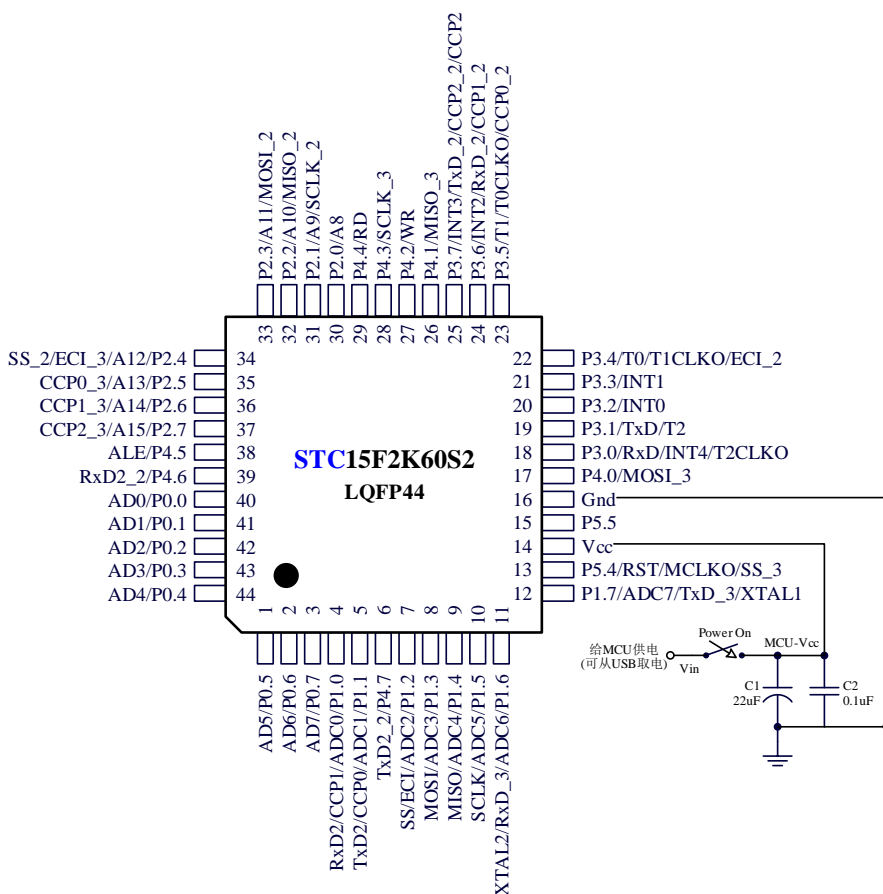 P2.3/A11/MOSI_2
P2.2/A10/MISO_2
P2.1/A9/SCLK_2
P2.0/A8
P4.4/RD
P4.3/SCLK_3
P4.2/WR
P4.1/MISO_3
P3.7/INT3/TxD_2/CCP2_2/CCP2
P3.6/INT2/RxD_2/CCP1_2
P3.5/T1/T0CLKO/CCP0_2
33
32
31
30
29
28
27
26
25
24
23
SS_2/ECI_3/A12/P2.4 34
CCP0_3/A13/P2.5 35
CCP1_3/A14/P2.6 36
CCP2_3/A15/P2.7 37
ALE/P4.5 38
RxD2_2/P4.6 39
AD0/P0.0 40
AD1/P0.1 41
AD2/P0.2 42
AD3/P0.3 43
AD4/P0.4 44
STC15F2K60S2
LQFP44
22 P3.4/T0/T1CLKO/ECI_2
21 P3.3/INT1
20 P3.2/INT0
19 P3.1/TxD/T2
18 P3.0/RxD/INT4/T2CLKO
17 P4.0/MOSI_3
16 Gnd
15 P5.5
14 Vcc
13 P5.4/RST/MCLKO/SS_3
12 P1.7/ADC7/TxD_3/XTAL1
1
2
3
4
5
6
7
8
9
10
11
AD5/P0.5
AD6/P0.6
AD7/P0.7
RxD2/CCP1/ADC0/P1.0
TxD2/CCP0/ADC1/P1.1
TxD2_2/P4.7
SS/ECI/ADC2/P1.2
MOSI/ADC3/P1.3
MISO/ADC4/P1.4
SCLK/ADC5/P1.5
XTAL2/RxD_3/ADC6/P1.6
给MCU供电
(可从USB取电)
Vin
Power On
MCU-Vcc
C1
22uF
C2
0.1uF